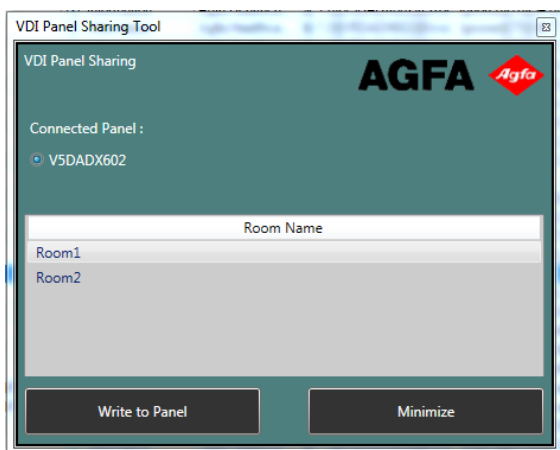 VDI Panel Sharing Tool
VDI Panel Sharing
AGFA
Agfa
Connected Panel :
V5DADX602
Room Name
Room1
Room2
Write to Panel
Minimize